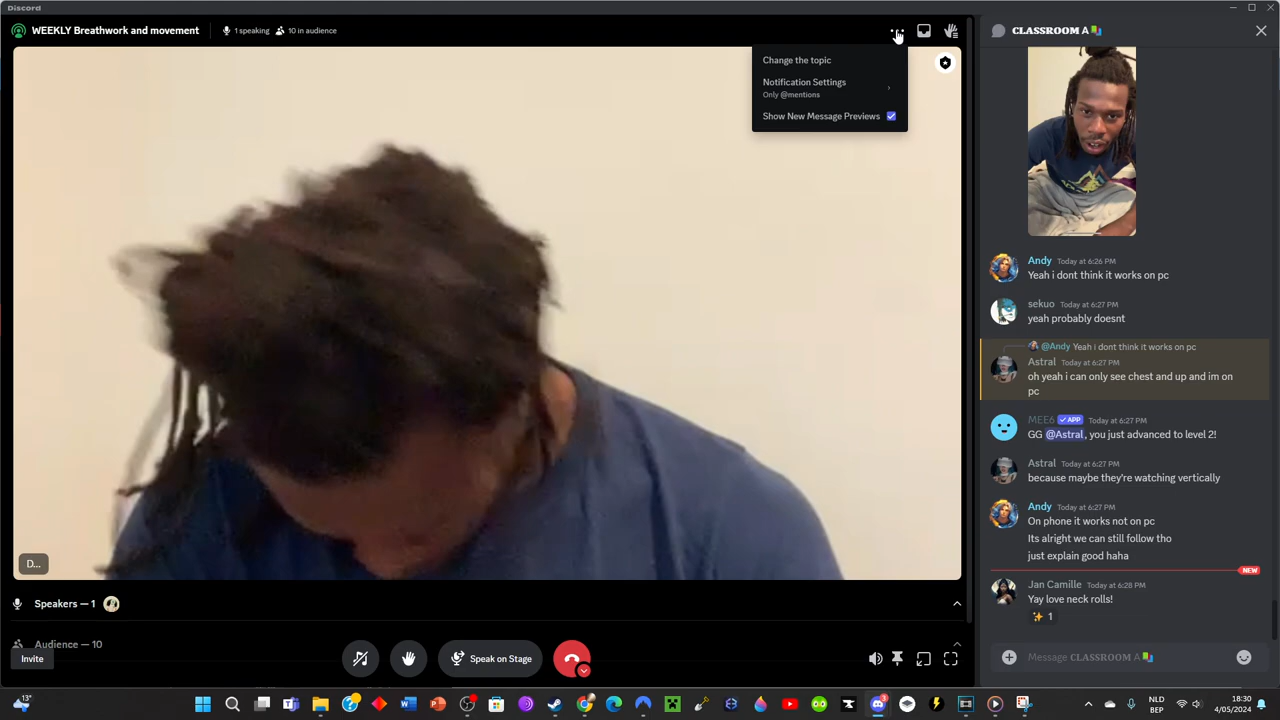 Discord
WEEKLY Breathwork and movement
1 speaking
10 in audience
Change the topic
Notification Settings
Only @mentions
Show New Message Previews
D...
Speakers — 1
Audience — 10
Invite
Speak on Stage
CLASSROOM A
Andy Today at 6:26 PM
Yeah i dont think it works on pc
sekuo Today at 6:27 PM
yeah probably doesnt
@Andy Yeah i dont think it works on pc
Astral Today at 6:27 PM
oh yeah i can only see chest and up and im on
pc
MEE6 ✓ APP Today at 6:27 PM
GG @Astral, you just advanced to level 2!
Astral Today at 6:27 PM
because maybe they're watching vertically
Andy Today at 6:27 PM
On phone it works not on pc
Its alright we can still follow tho
just explain good haha
NEW
Jan Camille Today at 6:28 PM
Yay love neck rolls!
✨ 1
Message CLASSROOM A
13°
3
NLD
BEP
18:30
4/05/2024